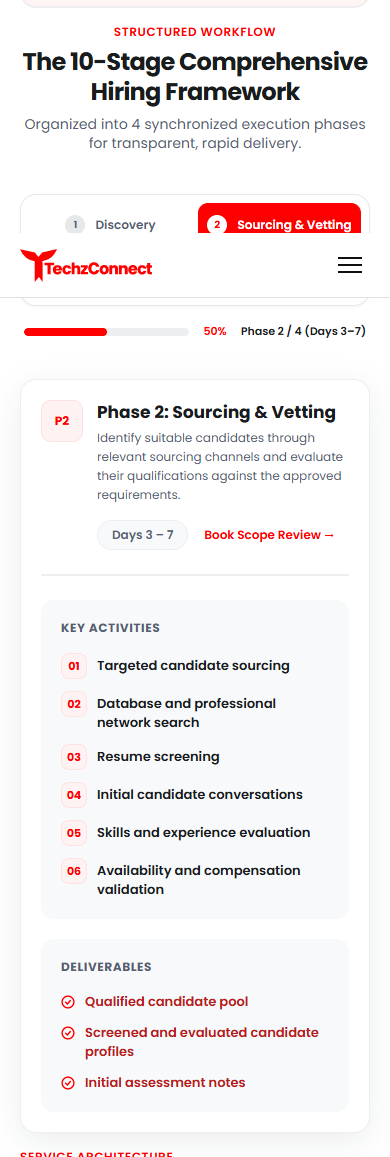 STRUCTURED WORKFLOW
The 10-Stage Comprehensive
Hiring Framework
Organized into 4 synchronized execution phases
for transparent, rapid delivery.
1 Discovery
2 Sourcing & Vetting
TechzConnect
50% Phase 2 / 4 (Days 3–7)
P2
Phase 2: Sourcing & Vetting
Identify suitable candidates through
relevant sourcing channels and evaluate
their qualifications against the approved
requirements.
Days 3 – 7
Book Scope Review →
KEY ACTIVITIES
01 Targeted candidate sourcing
02 Database and professional
network search
03 Resume screening
04 Initial candidate conversations
05 Skills and experience evaluation
06 Availability and compensation
validation
DELIVERABLES
Qualified candidate pool
Screened and evaluated candidate
profiles
Initial assessment notes
SERVICE ARCHITECTURE